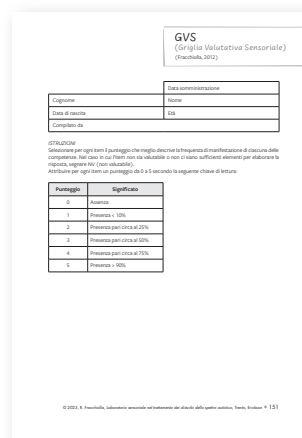 GVS
(Griglia Valutativa Sensoriale)
(Fracchiolla, 2012)
Data somministrazione
Cognome
Nome
Data di nascita
Età
Compilato da
ISTRUZIONI
Selezionare per ogni item il punteggio che meglio descrive la frequenza di manifestazione di ciascuna delle
competenze. Nel caso in cui l'item non sia valutabile o non ci siano sufficienti elementi per elaborare la
risposta, segnare NV (non valutabile).
Attribuire per ogni item un punteggio da 0 a 5 secondo la seguente chiave di lettura:
Punteggio Significato
0 Assenza
1 Presenza < 10%
2 Presenza pari circa al 25%
3 Presenza pari circa al 50%
4 Presenza pari circa al 75%
5 Presenza > 90%
© 2022, R. Fracchiolla, Laboratorio sensoriale nel trattamento dei disturbi dello spettro autistico, Trento, Erickson + 151